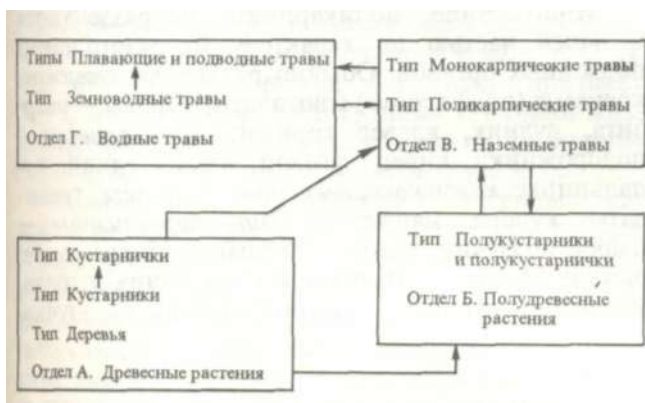 Типы Плавающие и подводные травы
Тип Земноводные травы
Отдел Г. Водные травы
Тип Монокарпические травы
Тип Поликарпические травы
Отдел В. Наземные травы
Тип Кустарнички
Тип Кустарники
Тип Деревья
Отдел А. Древесные растения
Тип Полукустарники
и полукустарнички
Отдел Б. Полудревесные
растения